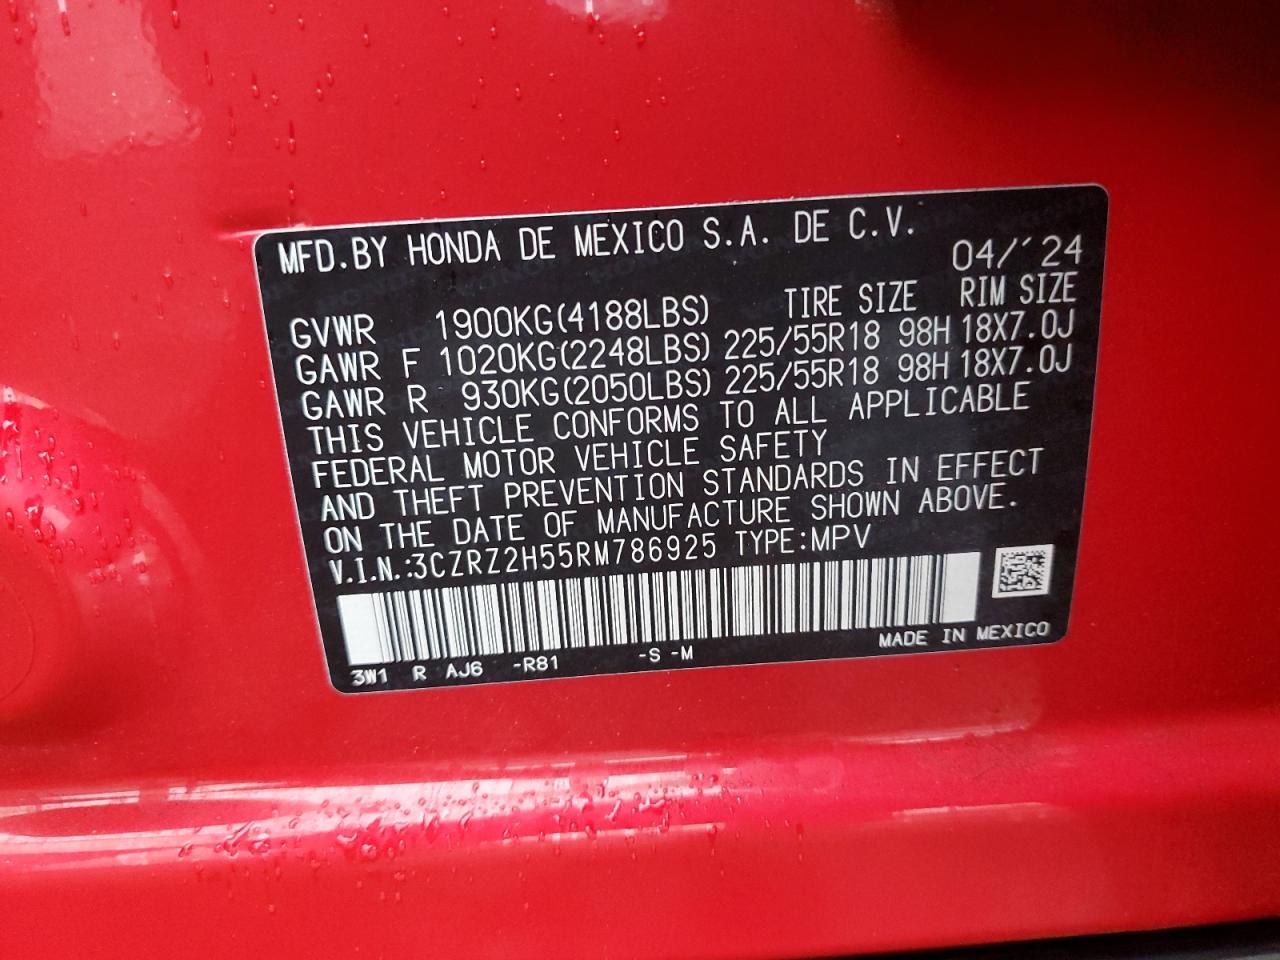 MFD.BY HONDA DE MEXICO S.A. DE C.V.
04/´24
TIRE SIZE RIM SIZE
GVWR 1900KG(4188LBS)
GAWR F 1020KG(2248LBS) 225/55R18 98H 18X7.0J
GAWR R 930KG(2050LBS) 225/55R18 98H 18X7.0J
THIS VEHICLE CONFORMS TO ALL APPLICABLE
FEDERAL MOTOR VEHICLE SAFETY
AND THEFT PREVENTION STANDARDS IN EFFECT
ON THE DATE OF MANUFACTURE SHOWN ABOVE.
V.I.N.:3CZRZ2H55RM786925 TYPE:MPV
3W1 R AJ6 -R81 -S -M MADE IN MEXICO